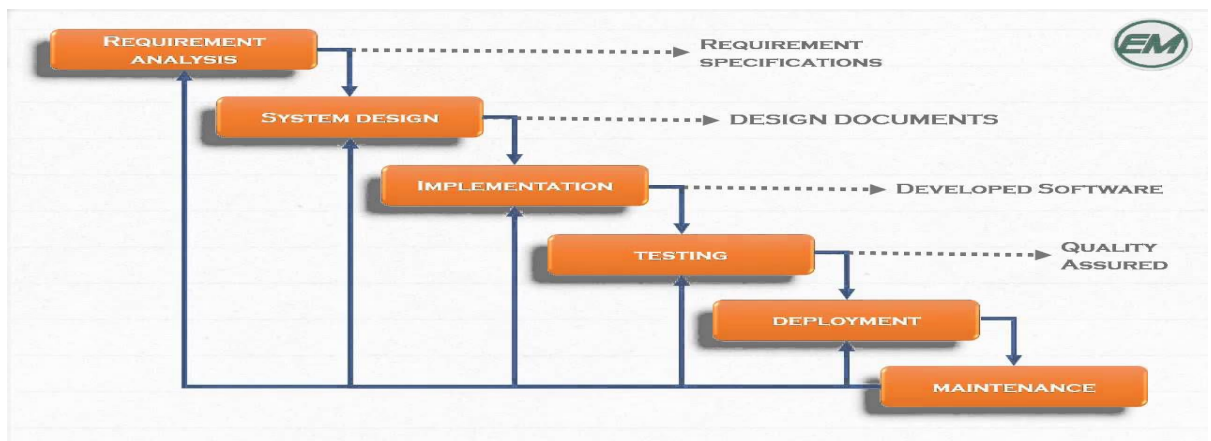 REQUIREMENT
ANALYSIS
REQUIREMENT
SPECIFICATIONS
EM
SYSTEM DESIGN
DESIGN DOCUMENTS
IMPLEMENTATION
DEVELOPED SOFTWARE
TESTING
QUALITY
ASSURED
DEPLOYMENT
MAINTENANCE